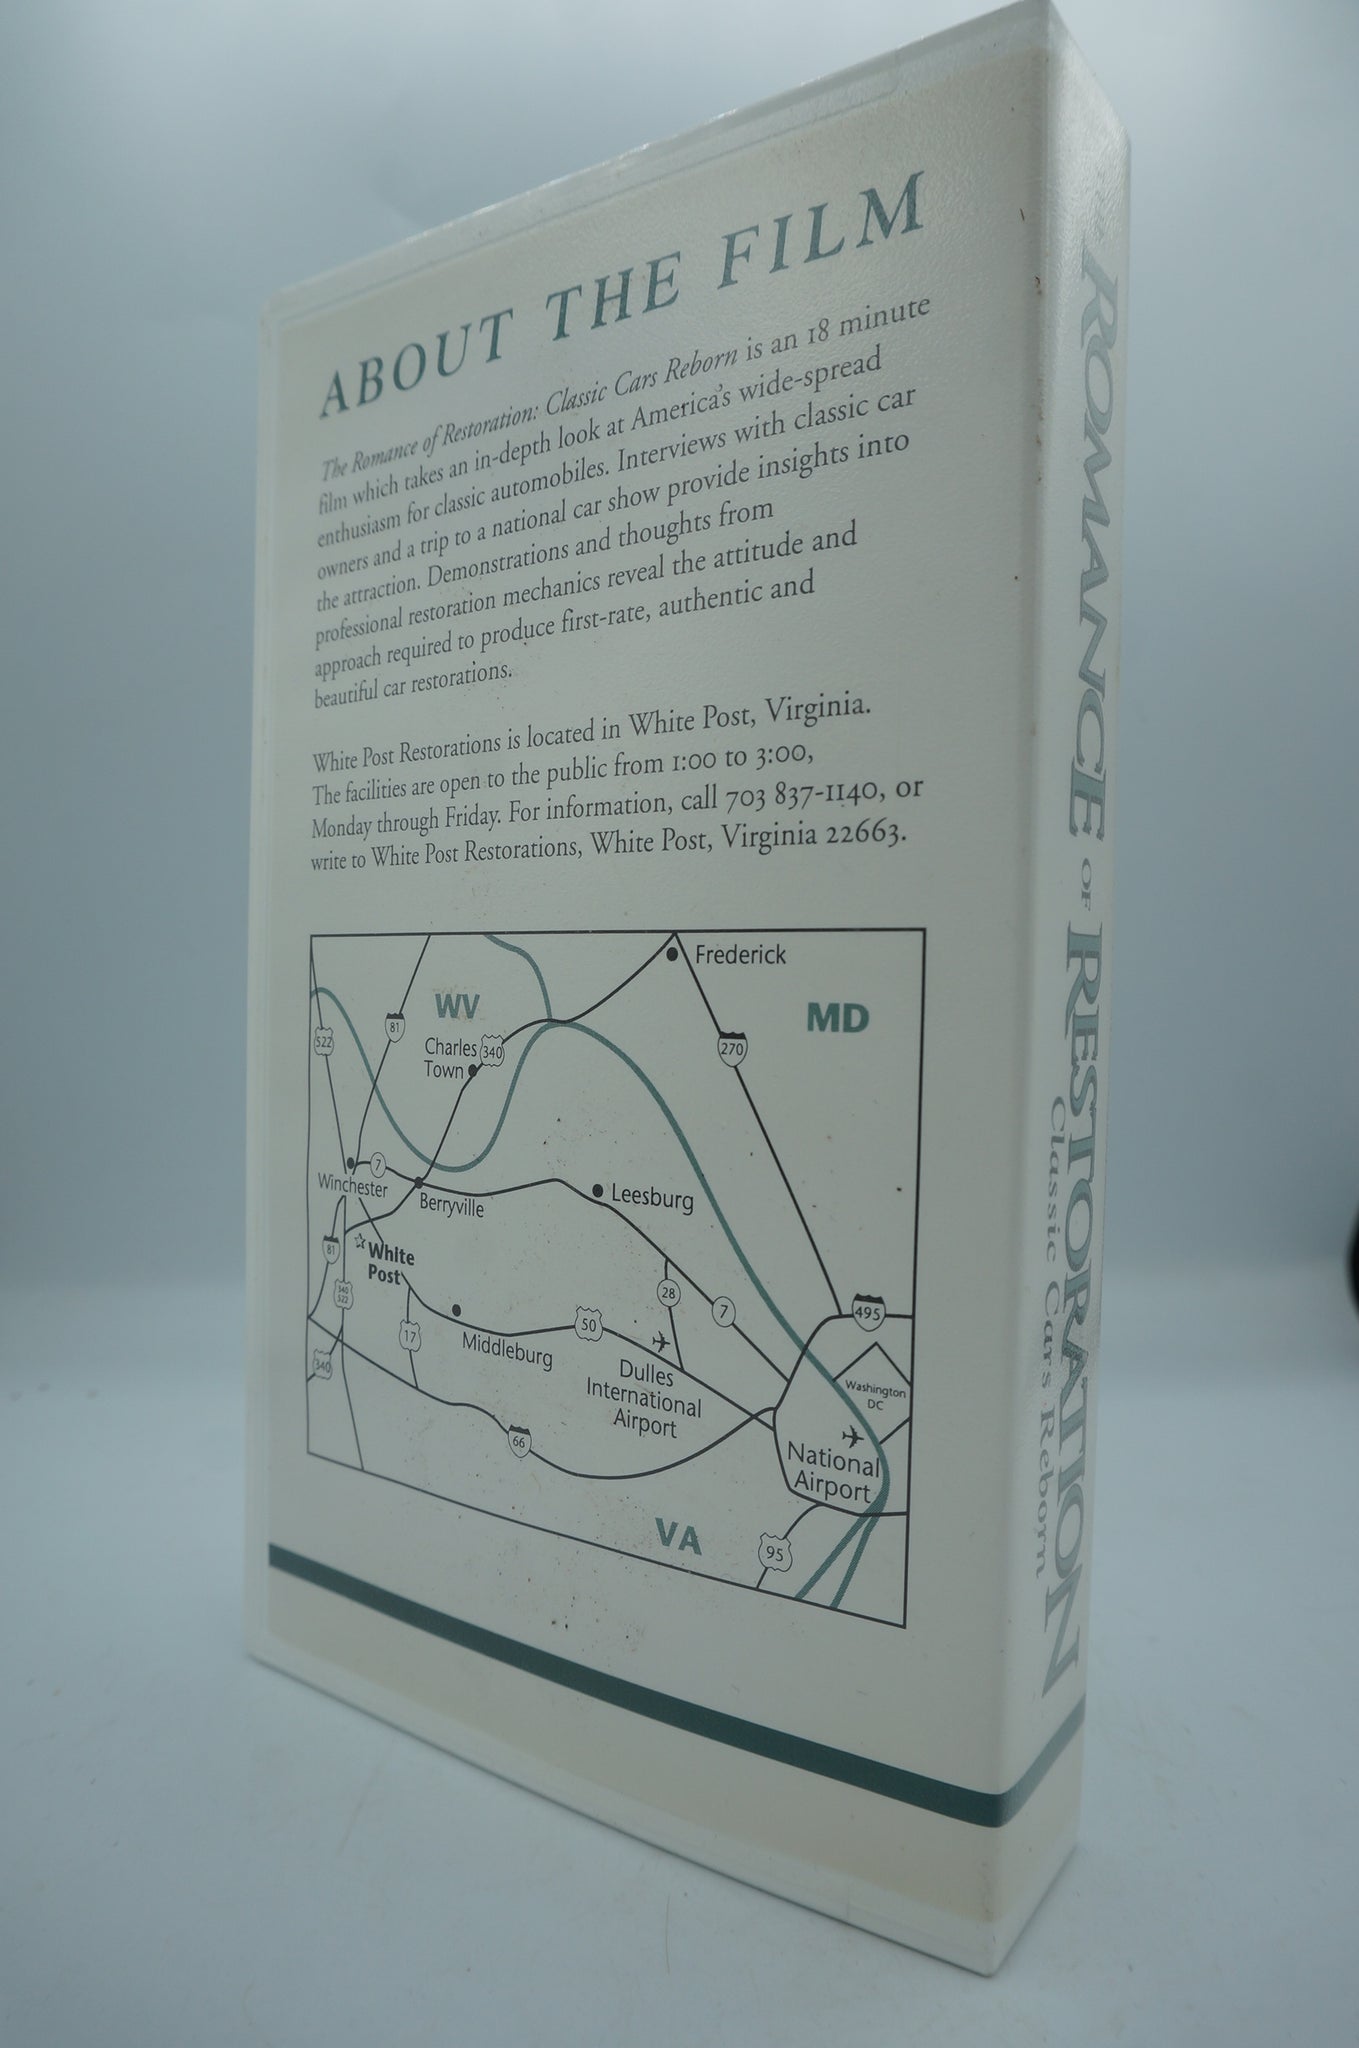 ABOUT THE FILM
The Romance of Restoration: Classic Cars Reborn is an 18 minute
film which takes an in-depth look at America's wide-spread
enthusiasm for classic automobiles. Interviews with classic car
owners and a trip to a national car show provide insights into
the attraction. Demonstrations and thoughts from
professional restoration mechanics reveal the attitude and
approach required to produce first-rate, authentic and
beautiful car restorations.
White Post Restorations is located in White Post, Virginia.
The facilities are open to the public from 1:00 to 3:00,
Monday through Friday. For information, call 703 837-1140, or
write to White Post Restorations, White Post, Virginia 22663.
Frederick
WV
MD
81
522
Charles
Town
340
270
Winchester
7
Berryville
Leesburg
81
White
Post
340
522
28
7
495
17
50
Middleburg
340
Dulles
International
Airport
Washington
DC
66
National
Airport
VA
95
ROMANCE OF RESTORATION
Classic Cars Reborn